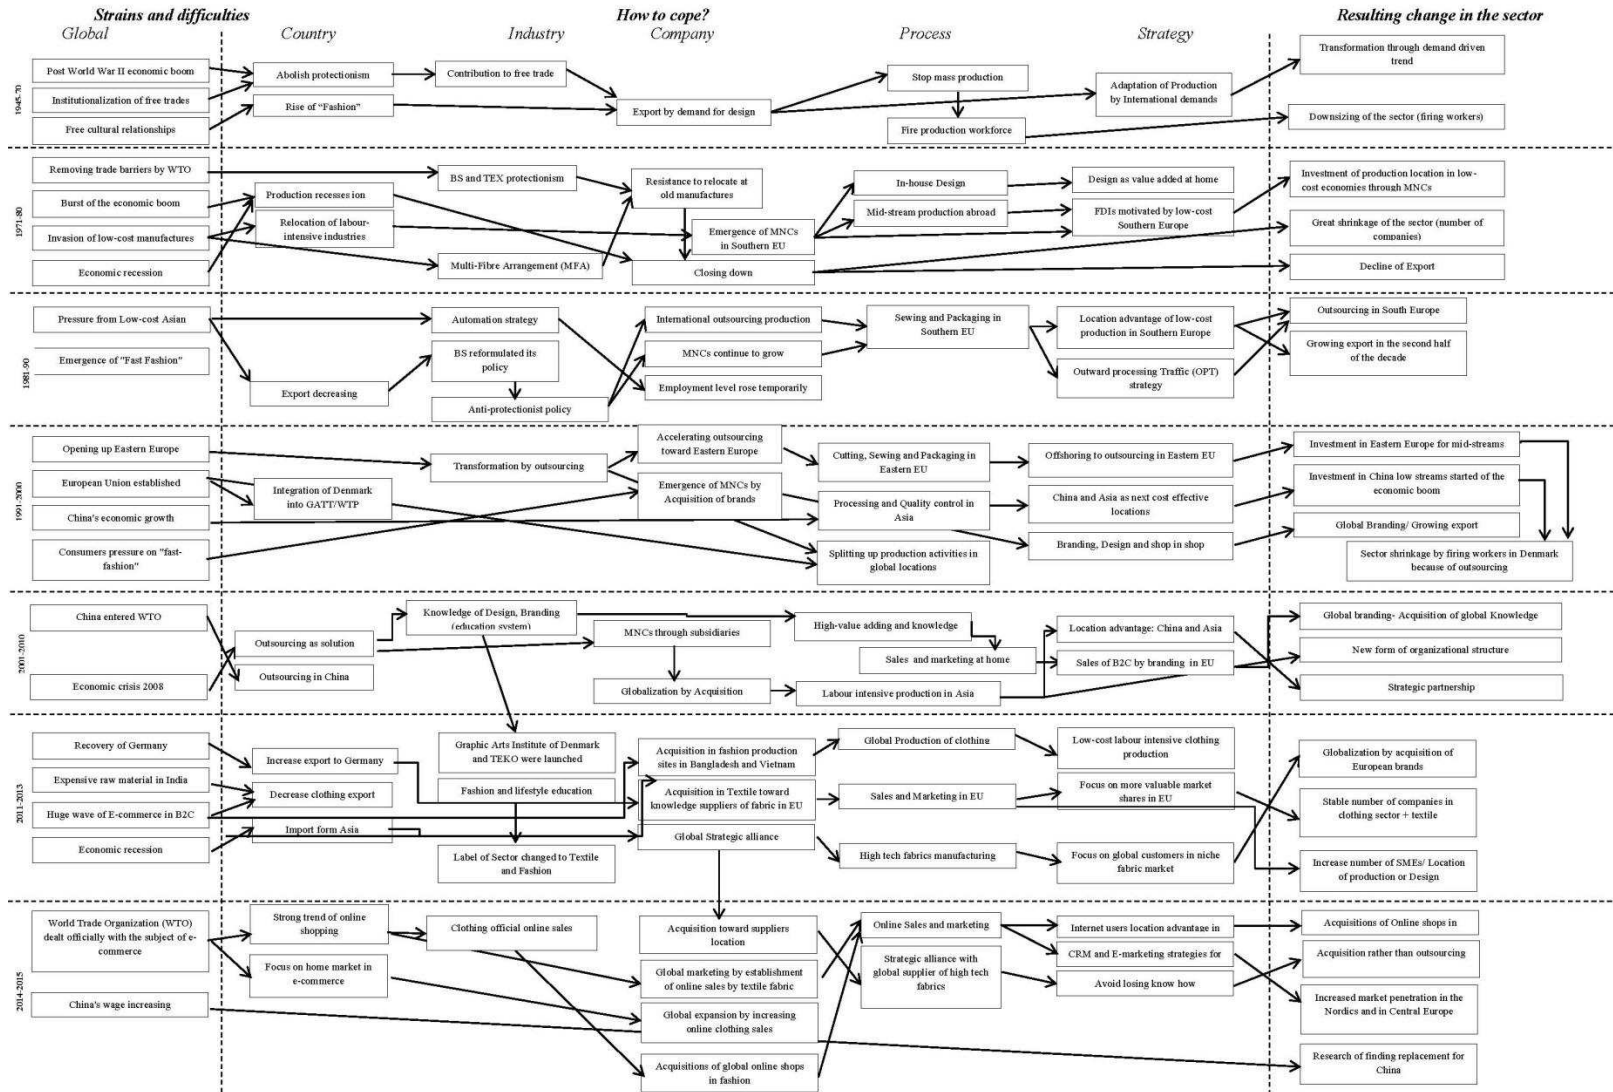 Strains and difficulties
How to cope?
Resulting change in the sector
Global
Country
Industry
Company
Process
Strategy
1945-70
Post World War II economic boom
Institutionalization of free trades
Free cultural relationships
Abolish protectionism
Rise of “Fashion”
Contribution to free trade
Export by demand for design
Stop mass production
Fire production workforce
Adaptation of Production
by International demands
Transformation through demand driven
trend
Downsizing of the sector (firing workers)
1971-80
Removing trade barriers by WTO
Burst of the economic boom
Invasion of low-cost manufactures
Economic recession
Production recesses ion
Relocation of labour-
intensive industries
BS and TEX protectionism
Multi-Fibre Arrangement (MFA)
Resistance to relocate at
old manufactures
Emergence of MNCs
in Southern EU
Closing down
In-house Design
Mid-stream production abroad
Design as value added at home
FDIs motivated by low-cost
Southern Europe
Investment of production location in low-
cost economies through MNCs
Great shrinkage of the sector (number of
companies)
Decline of Export
1981-90
Pressure from Low-cost Asian
Emergence of "Fast Fashion"
Export decreasing
Automation strategy
BS reformulated its
policy
Anti-protectionist policy
International outsourcing production
MNCs continue to grow
Employment level rose temporarily
Sewing and Packaging in
Southern EU
Location advantage of low-cost
production in Southern Europe
Outward processing Traffic (OPT)
strategy
Outsourcing in South Europe
Growing export in the second half
of the decade
1991-2000
Opening up Eastern Europe
European Union established
China's economic growth
Consumers pressure on "fast-
fashion"
Integration of Denmark
into GATT/WTP
Transformation by outsourcing
Accelerating outsourcing
toward Eastern Europe
Emergence of MNCs by
Acquisition of brands
Cutting, Sewing and Packaging in
Eastern EU
Processing and Quality control in
Asia
Splitting up production activities in
global locations
Offshoring to outsourcing in Eastern EU
China and Asia as next cost effective
locations
Branding, Design and shop in shop
Investment in Eastern Europe for mid-streams
Investment in China low streams started of the
economic boom
Global Branding/ Growing export
Sector shrinkage by firing workers in Denmark
because of outsourcing
2001-2010
China entered WTO
Economic crisis 2008
Outsourcing as solution
Outsourcing in China
Knowledge of Design, Branding
(education system)
MNCs through subsidiaries
Globalization by Acquisition
High-value adding and knowledge
Sales and marketing at home
Labour intensive production in Asia
Location advantage: China and Asia
Sales of B2C by branding in EU
Global branding- Acquisition of global Knowledge
New form of organizational structure
Strategic partnership
2011-2013
Recovery of Germany
Expensive raw material in India
Huge wave of E-commerce in B2C
Economic recession
Increase export to Germany
Decrease clothing export
Import form Asia
Graphic Arts Institute of Denmark
and TEKO were launched
Fashion and lifestyle education
Label of Sector changed to Textile
and Fashion
Acquisition in fashion production
sites in Bangladesh and Vietnam
Acquisition in Textile toward
knowledge suppliers of fabric in EU
Global Strategic alliance
Global Production of clothing
Sales and Marketing in EU
High tech fabrics manufacturing
Low-cost labour intensive clothing
production
Focus on more valuable market
shares in EU
Focus on global customers in niche
fabric market
Globalization by acquisition of
European brands
Stable number of companies in
clothing sector + textile
Increase number of SMEs/ Location
of production or Design
2014-2015
World Trade Organization (WTO)
dealt officially with the subject of e-
commerce
China's wage increasing
Strong trend of online
shopping
Focus on home market in
e-commerce
Clothing official online sales
Acquisition toward suppliers
location
Global marketing by establishment
of online sales by textile fabric
Global expansion by increasing
online clothing sales
Acquisitions of global online shops
in fashion
Online Sales and marketing
Strategic alliance with
global supplier of high tech
fabrics
Internet users location advantage in
CRM and E-marketing strategies for
Avoid losing know how
Acquisitions of Online shops in
Acquisition rather than outsourcing
Increased market penetration in the
Nordics and in Central Europe
Research of finding replacement for
China